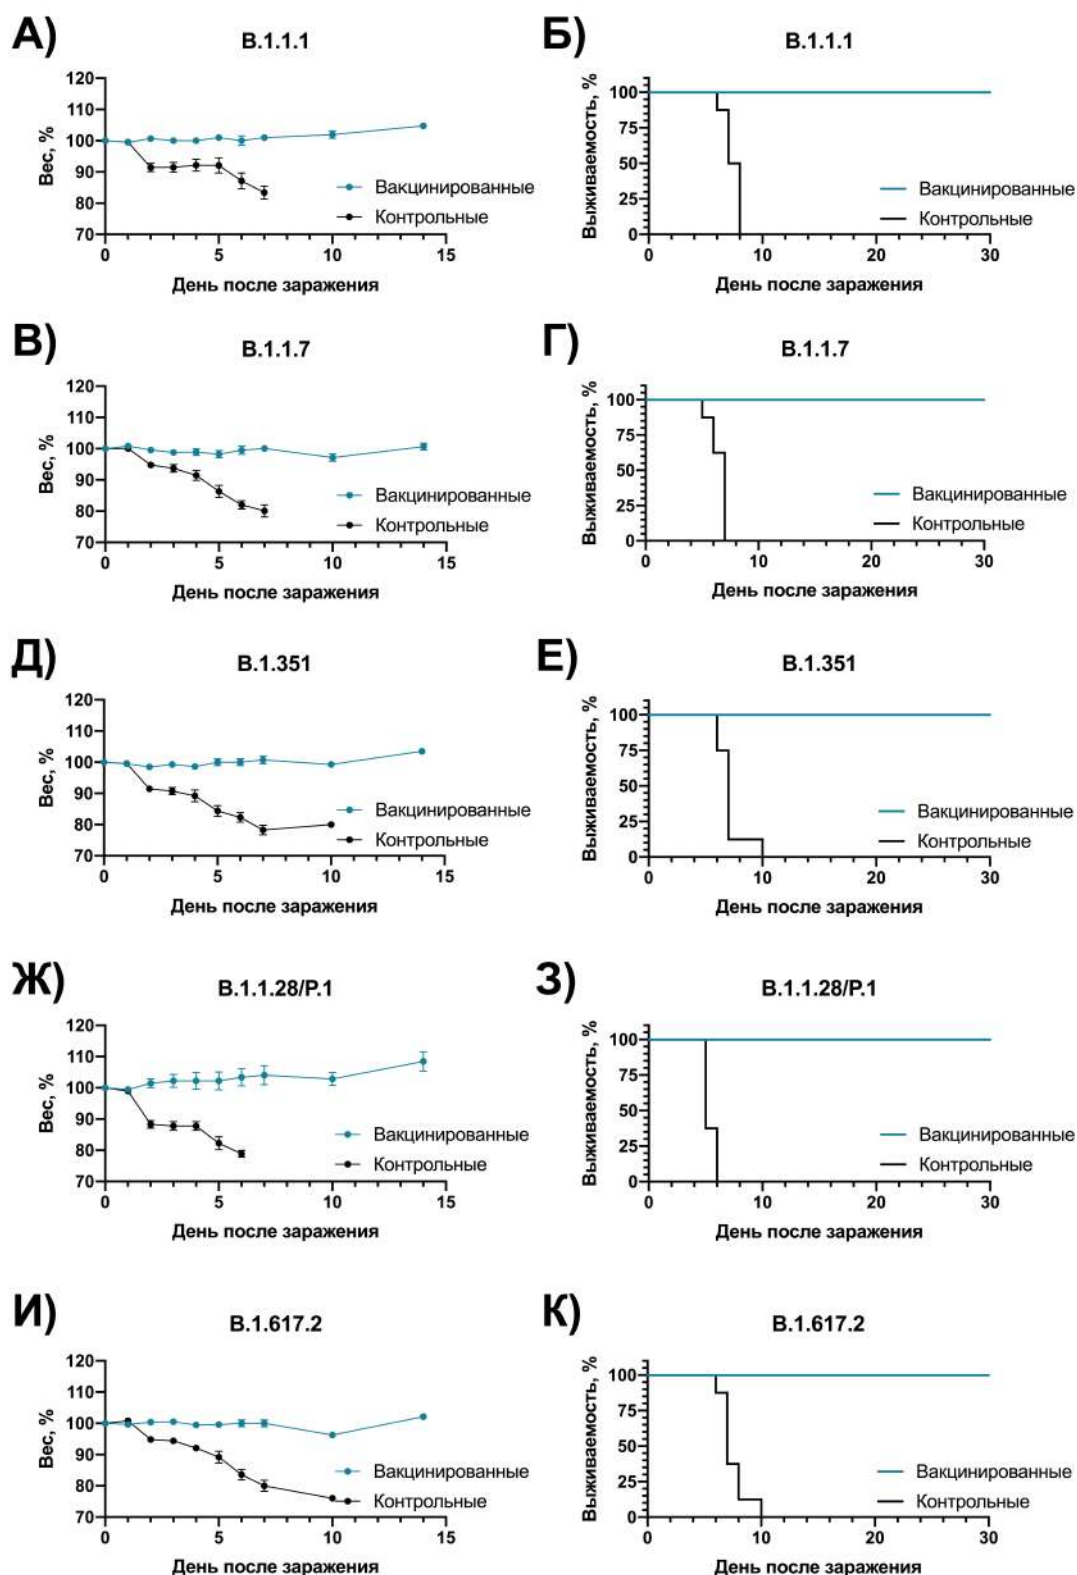 А)
В.1.1.1
120
110
100
90
80
70
Вес, %
0 5 10 15
День после заражения
Вакцинированные
Контрольные
Б)
В.1.1.1
100
75
50
25
0
Выживаемость, %
0 10 20 30
День после заражения
Вакцинированные
Контрольные
В)
В.1.1.7
120
110
100
90
80
70
Вес, %
0 5 10 15
День после заражения
Вакцинированные
Контрольные
Г)
В.1.1.7
100
75
50
25
0
Выживаемость, %
0 10 20 30
День после заражения
Вакцинированные
Контрольные
Д)
В.1.351
120
110
100
90
80
70
Вес, %
0 5 10 15
День после заражения
Вакцинированные
Контрольные
Е)
В.1.351
100
75
50
25
0
Выживаемость, %
0 10 20 30
День после заражения
Вакцинированные
Контрольные
Ж)
В.1.1.28/Р.1
120
110
100
90
80
70
Вес, %
0 5 10 15
День после заражения
Вакцинированные
Контрольные
З)
В.1.1.28/Р.1
100
75
50
25
0
Выживаемость, %
0 10 20 30
День после заражения
Вакцинированные
Контрольные
И)
В.1.617.2
120
110
100
90
80
70
Вес, %
0 5 10 15
День после заражения
Вакцинированные
Контрольные
К)
В.1.617.2
100
75
50
25
0
Выживаемость, %
0 10 20 30
День после заражения
Вакцинированные
Контрольные